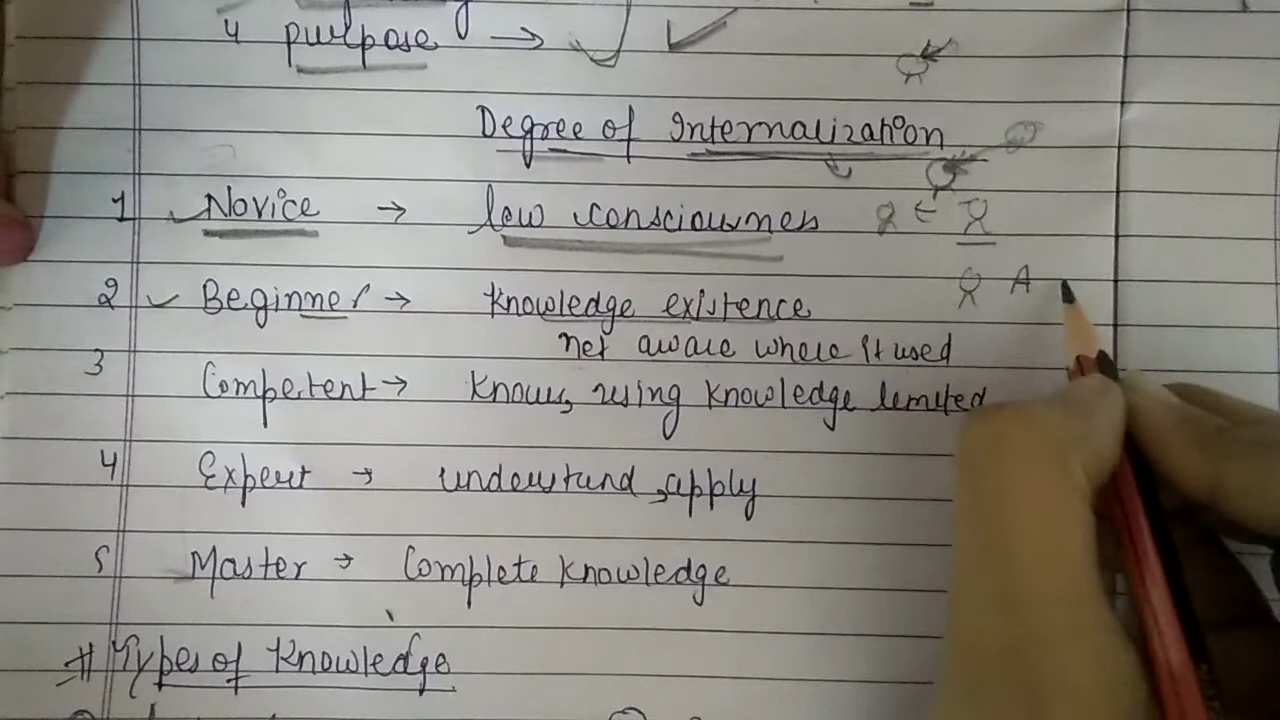 4 purpose →
Degree of Internalization
1 Novice → low consciousness
2 Beginner → Knowledge existence
A
not aware where it used
3 Competent → Knows, using knowledge limited
4 Expert → understand, apply
5 Master → Complete knowledge
# Types of Knowledge